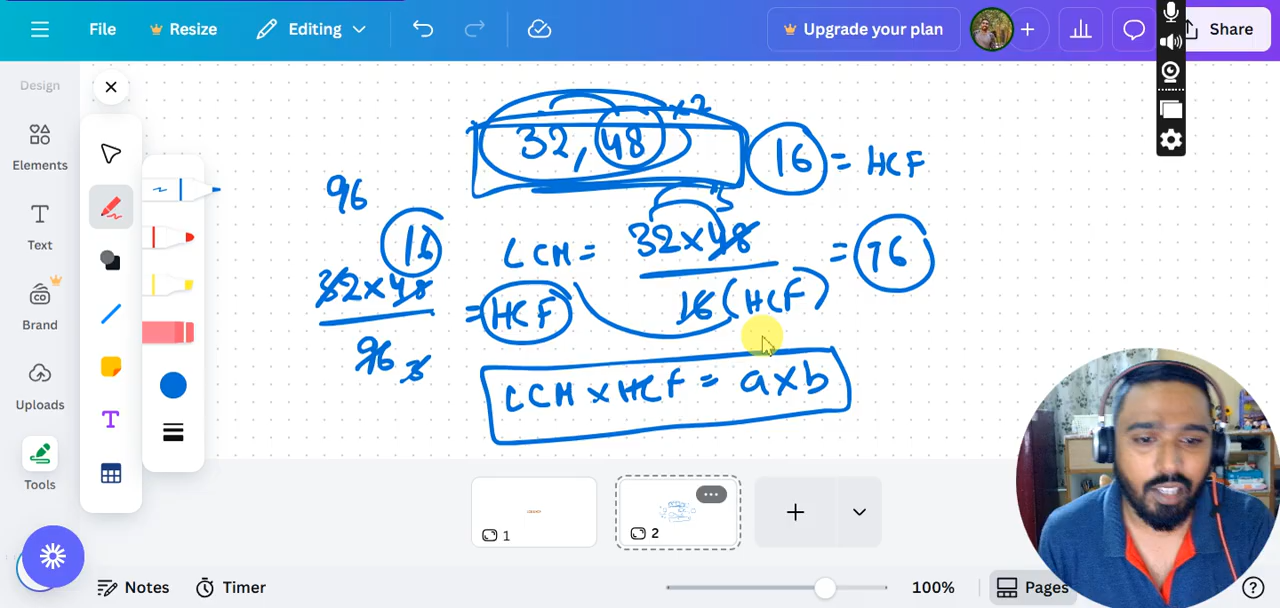 File Resize Editing Upgrade your plan + Share
Design
Elements
Text
Brand
Uploads
Tools
T
32, 48 ×2
16 = HCF
96
16
LCM = 32×48 / 16(HCF) = 96
3
32×48 / 96 = HCF
3
LCM × HCF = a×b
1
2
Notes Timer 100% Pages